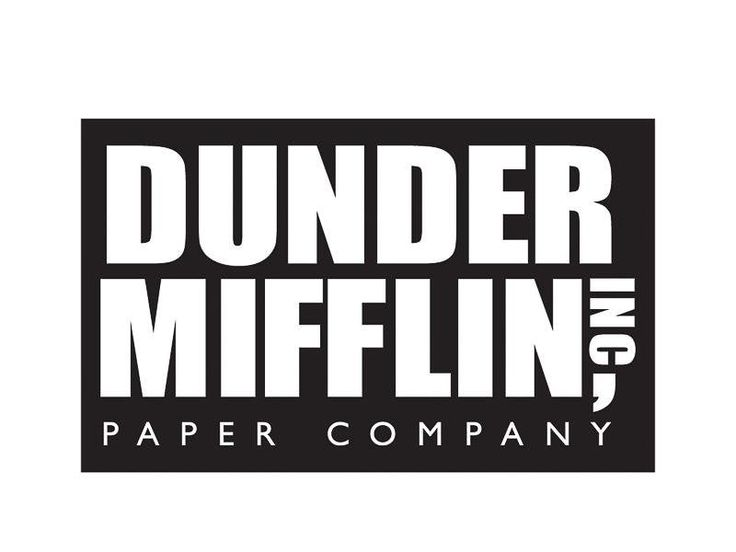 DUNDER
MIFFLIN, INC
PAPER COMPANY